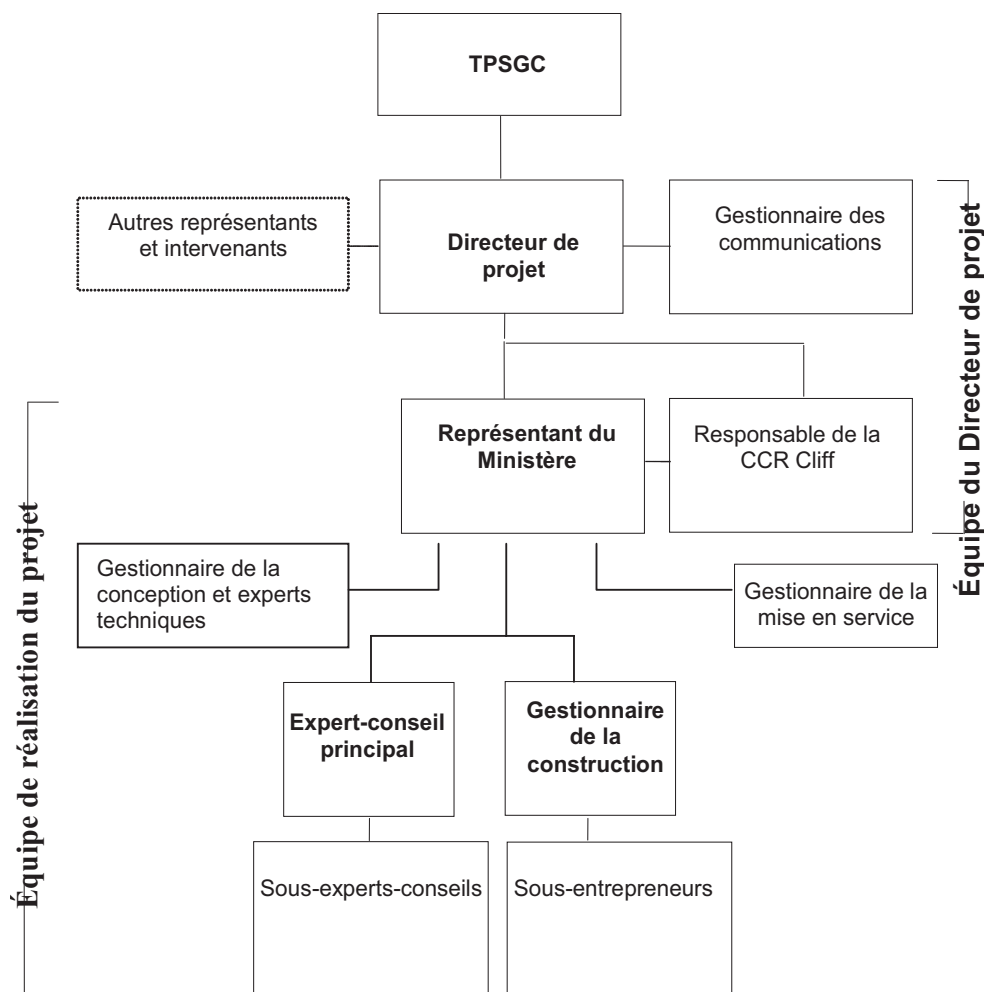 TPSGC
Autres représentants
et intervenants
Directeur de
projet
Gestionnaire des
communications
Équipe du Directeur de projet
Représentant du
Ministère
Responsable de la
CCR Cliff
Équipe de réalisation du projet
Gestionnaire de la
conception et experts
techniques
Gestionnaire de la
mise en service
Expert-conseil
principal
Gestionnaire
de la
construction
Sous-experts-conseils
Sous-entrepreneurs